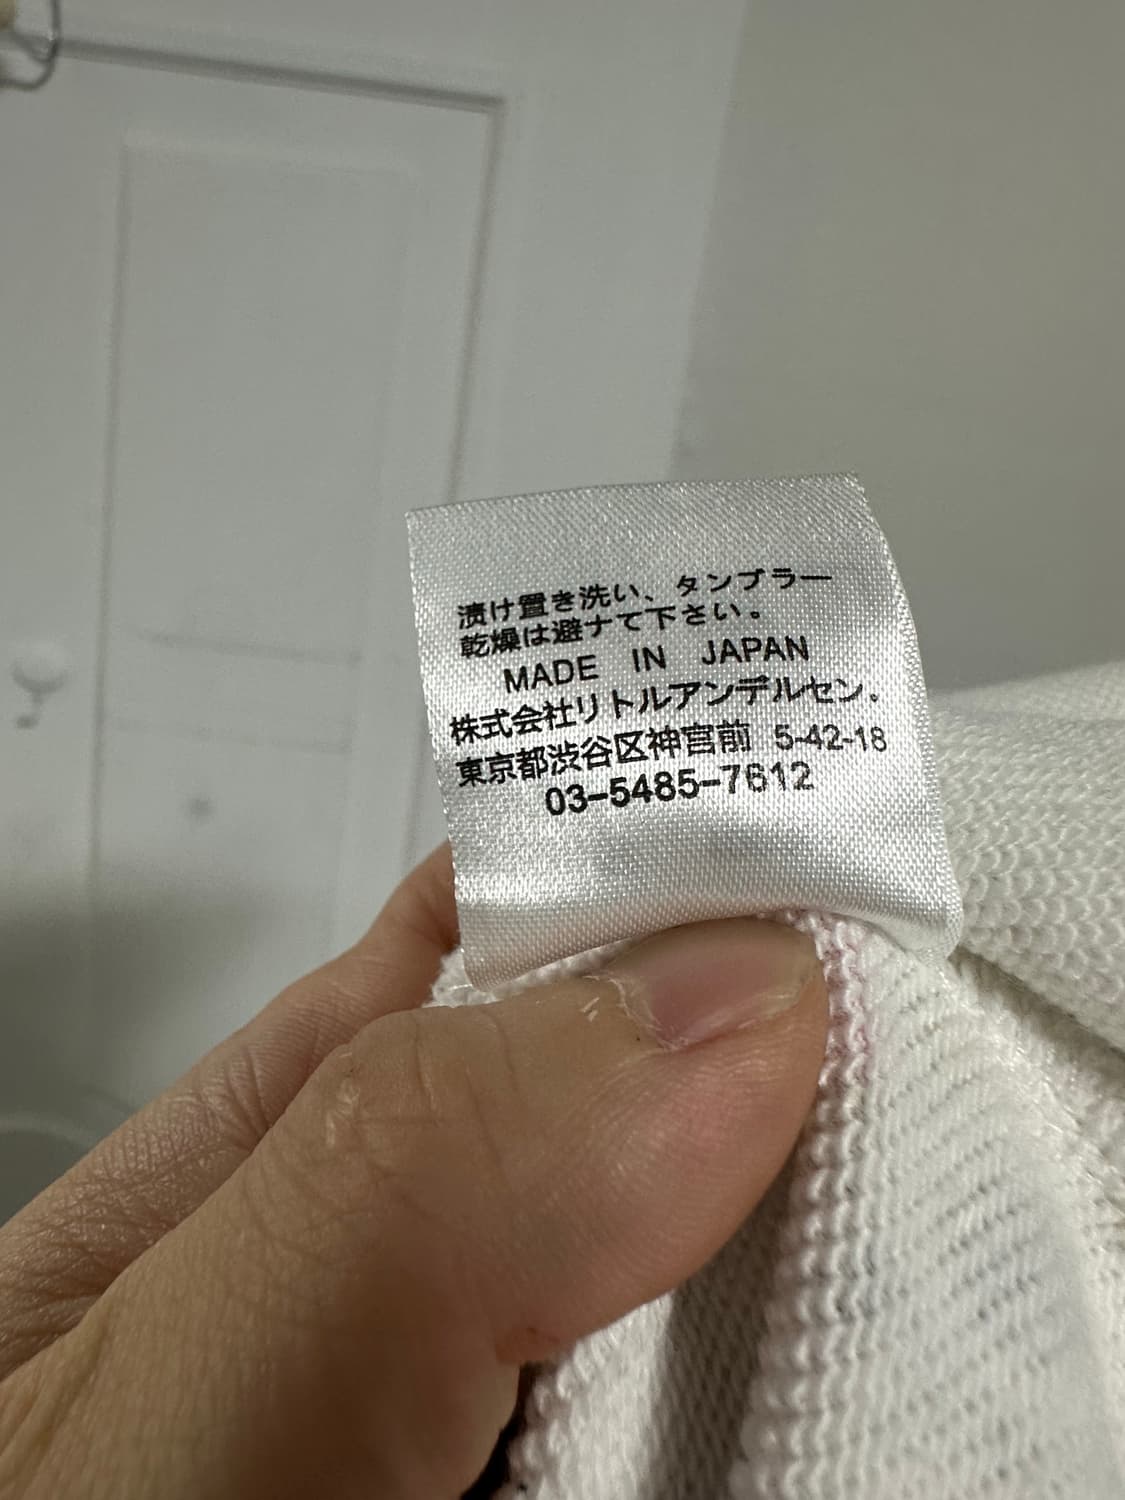 漬け置き洗い、タンブラー
乾燥は避ナて下さい。
MADE IN JAPAN
株式会社リトルアンデルセン。
東京都渋谷区神宮前 5-42-18
03-5485-7612